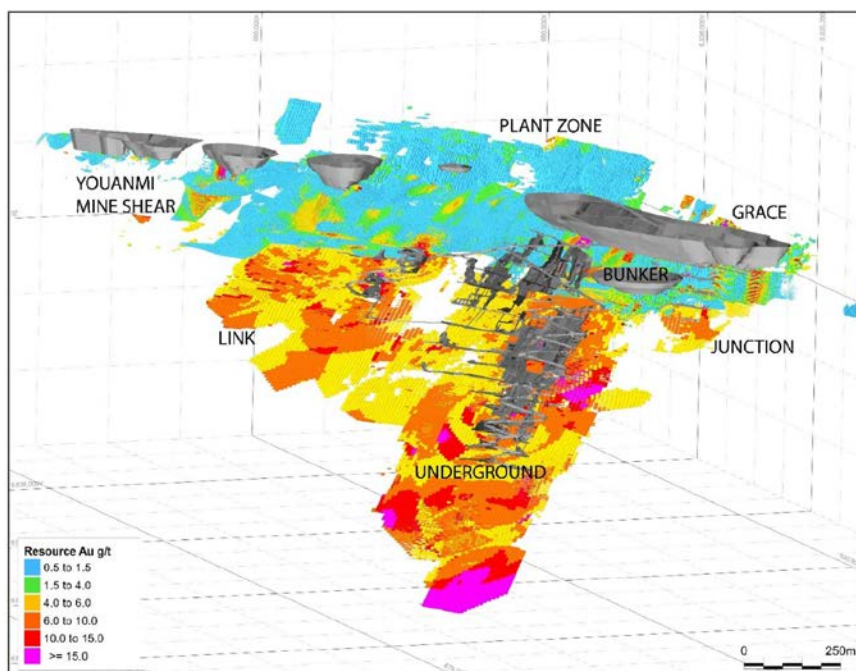 PLANT ZONE
YOUANMI
MINE SHEAR
GRACE
BUNKER
LINK
JUNCTION
UNDERGROUND
Resource Au g/t
0.5 to 1.5
1.5 to 4.0
4.0 to 6.0
6.0 to 10.0
10.0 to 15.0
>= 15.0
0 250m